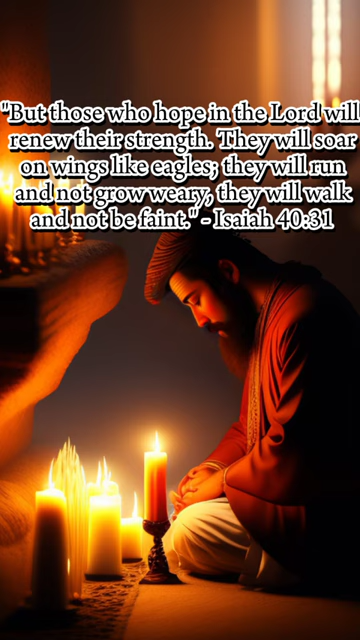 "But those who hope in the Lord will
renew their strength. They will soar
on wings like eagles; they will run
and not grow weary, they will walk
and not be faint." - Isaiah 40:31